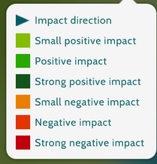 Impact direction
Small positive impact
Positive impact
Strong positive impact
Small negative impact
Negative impact
Strong negative impact